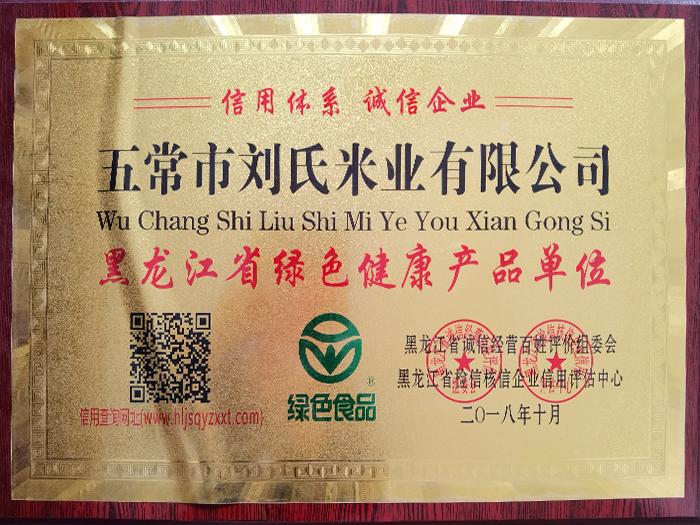 信用体系 诚信企业
五常市刘氏米业有限公司
Wu Chang Shi Liu Shi Mi Ye You Xian Gong Si
黑龙江省绿色健康产品单位
信用查询网址(www.hljsqyzxxt.com)
®
绿色食品
黑龙江省诚信经营百姓评价组委会
黑龙江省企信核信企业信用评估中心
二〇一八年十月